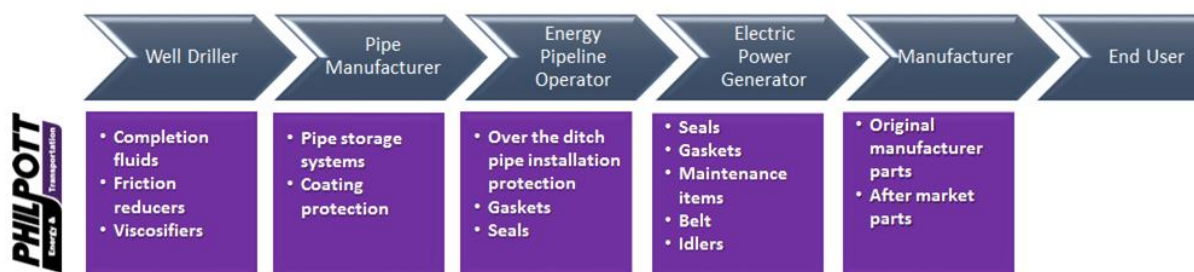 Well Driller
Pipe
Manufacturer
Energy
Pipeline
Operator
Electric
Power
Generator
Manufacturer
End User
PHILPOTT
Energy & Transportation
• Completion
fluids
• Friction
reducers
• Viscosifiers
• Pipe storage
systems
• Coating
protection
• Over the ditch
pipe installation
protection
• Gaskets
• Seals
• Seals
• Gaskets
• Maintenance
items
• Belt
• Idlers
• Original
manufacturer
parts
• After market
parts